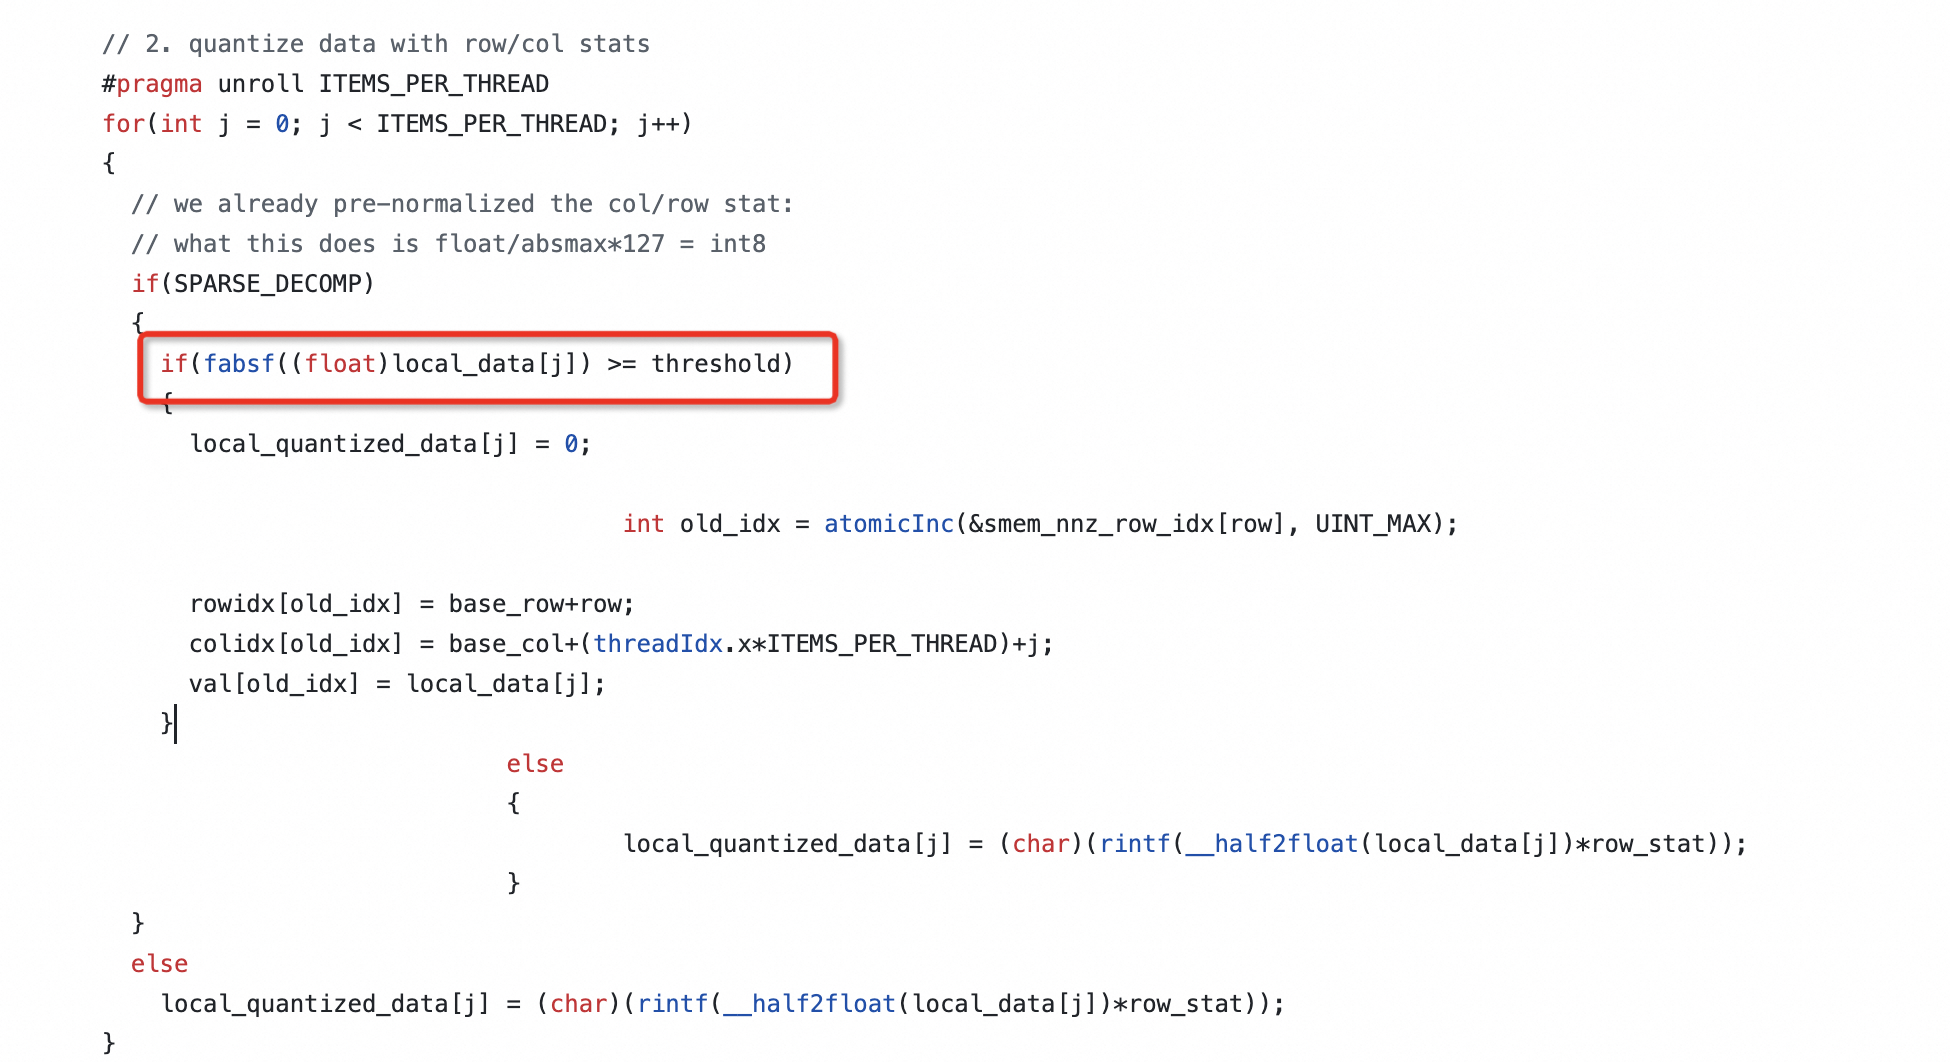 // 2. quantize data with row/col stats
#pragma unroll ITEMS_PER_THREAD
for(int j = 0; j < ITEMS_PER_THREAD; j++)
{
// we already pre-normalized the col/row stat:
// what this does is float/absmax*127 = int8
if(SPARSE_DECOMP)
{
if(fabsf((float)local_data[j]) >= threshold)
{
local_quantized_data[j] = 0;
int old_idx = atomicInc(&smem_nnz_row_idx[row], UINT_MAX);
rowidx[old_idx] = base_row+row;
colidx[old_idx] = base_col+(threadIdx.x*ITEMS_PER_THREAD)+j;
val[old_idx] = local_data[j];
}
else
{
local_quantized_data[j] = (char)(rintf(__half2float(local_data[j])*row_stat));
}
}
else
local_quantized_data[j] = (char)(rintf(__half2float(local_data[j])*row_stat));
}